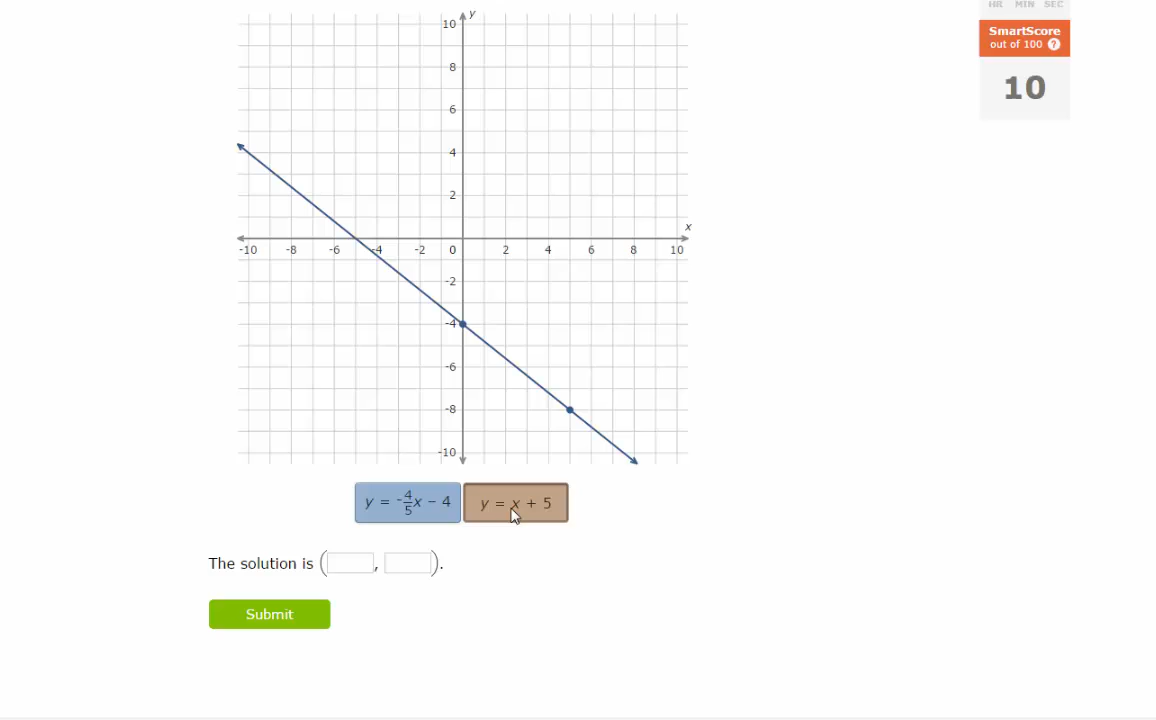 HR MIN SEC
SmartScore
out of 100 ?
10
y
10
8
6
4
2
x
-10 -8 -6 -4 -2 0 2 4 6 8 10
-2
-4
-6
-8
-10
y = -4/5x − 4
y = x + 5
The solution is ( , ).
Submit